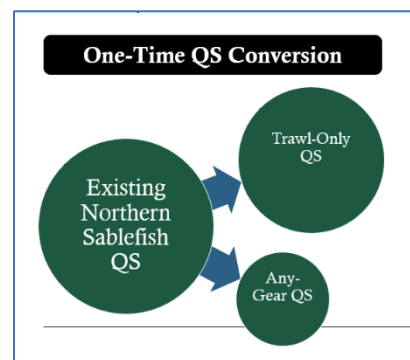 One-Time QS Conversion
Trawl-Only
QS
Existing
Northern
Sablefish
QS
Any-
Gear QS